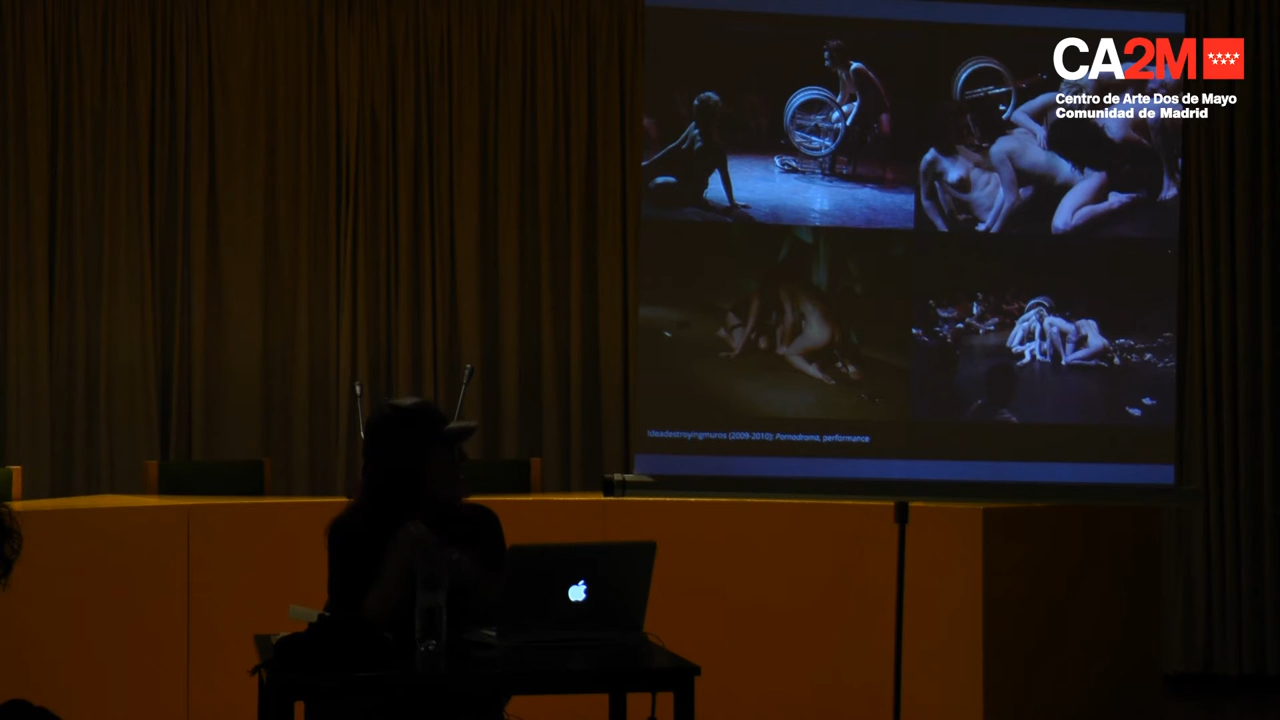 CA2M
Centro de Arte Dos de Mayo
Comunidad de Madrid
Ideadestroyingmuros (2009-2010): Pornodrama, performance